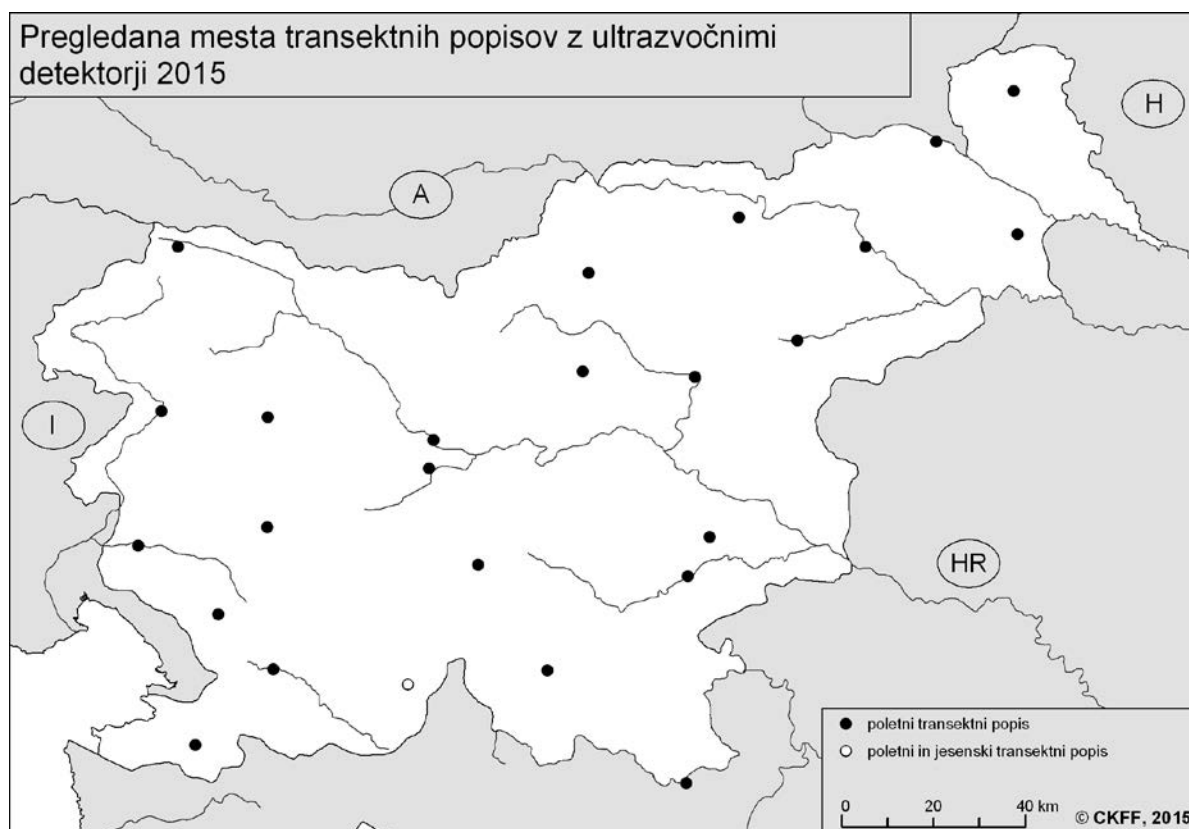 Pregledana mesta transektnih popisov z ultrazvočnimi
detektorji 2015
H
A
I
HR
poletni transektni popis
poletni in jesenski transektni popis
0 20 40 km
© CKFF, 2015